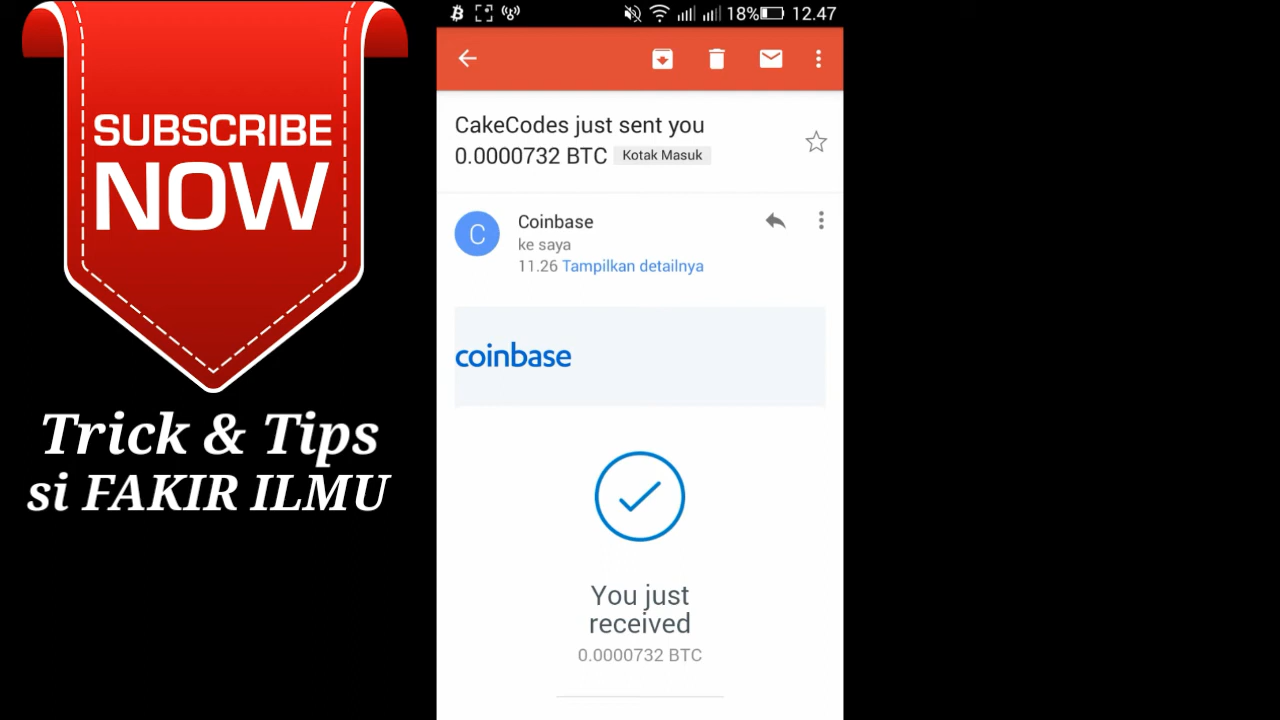 SUBSCRIBE
NOW
Trick & Tips
si FAKIR ILMU
18% 12.47
CakeCodes just sent you
0.0000732 BTC Kotak Masuk
C
Coinbase
ke saya
11.26 Tampilkan detailnya
coinbase
You just
received
0.0000732 BTC